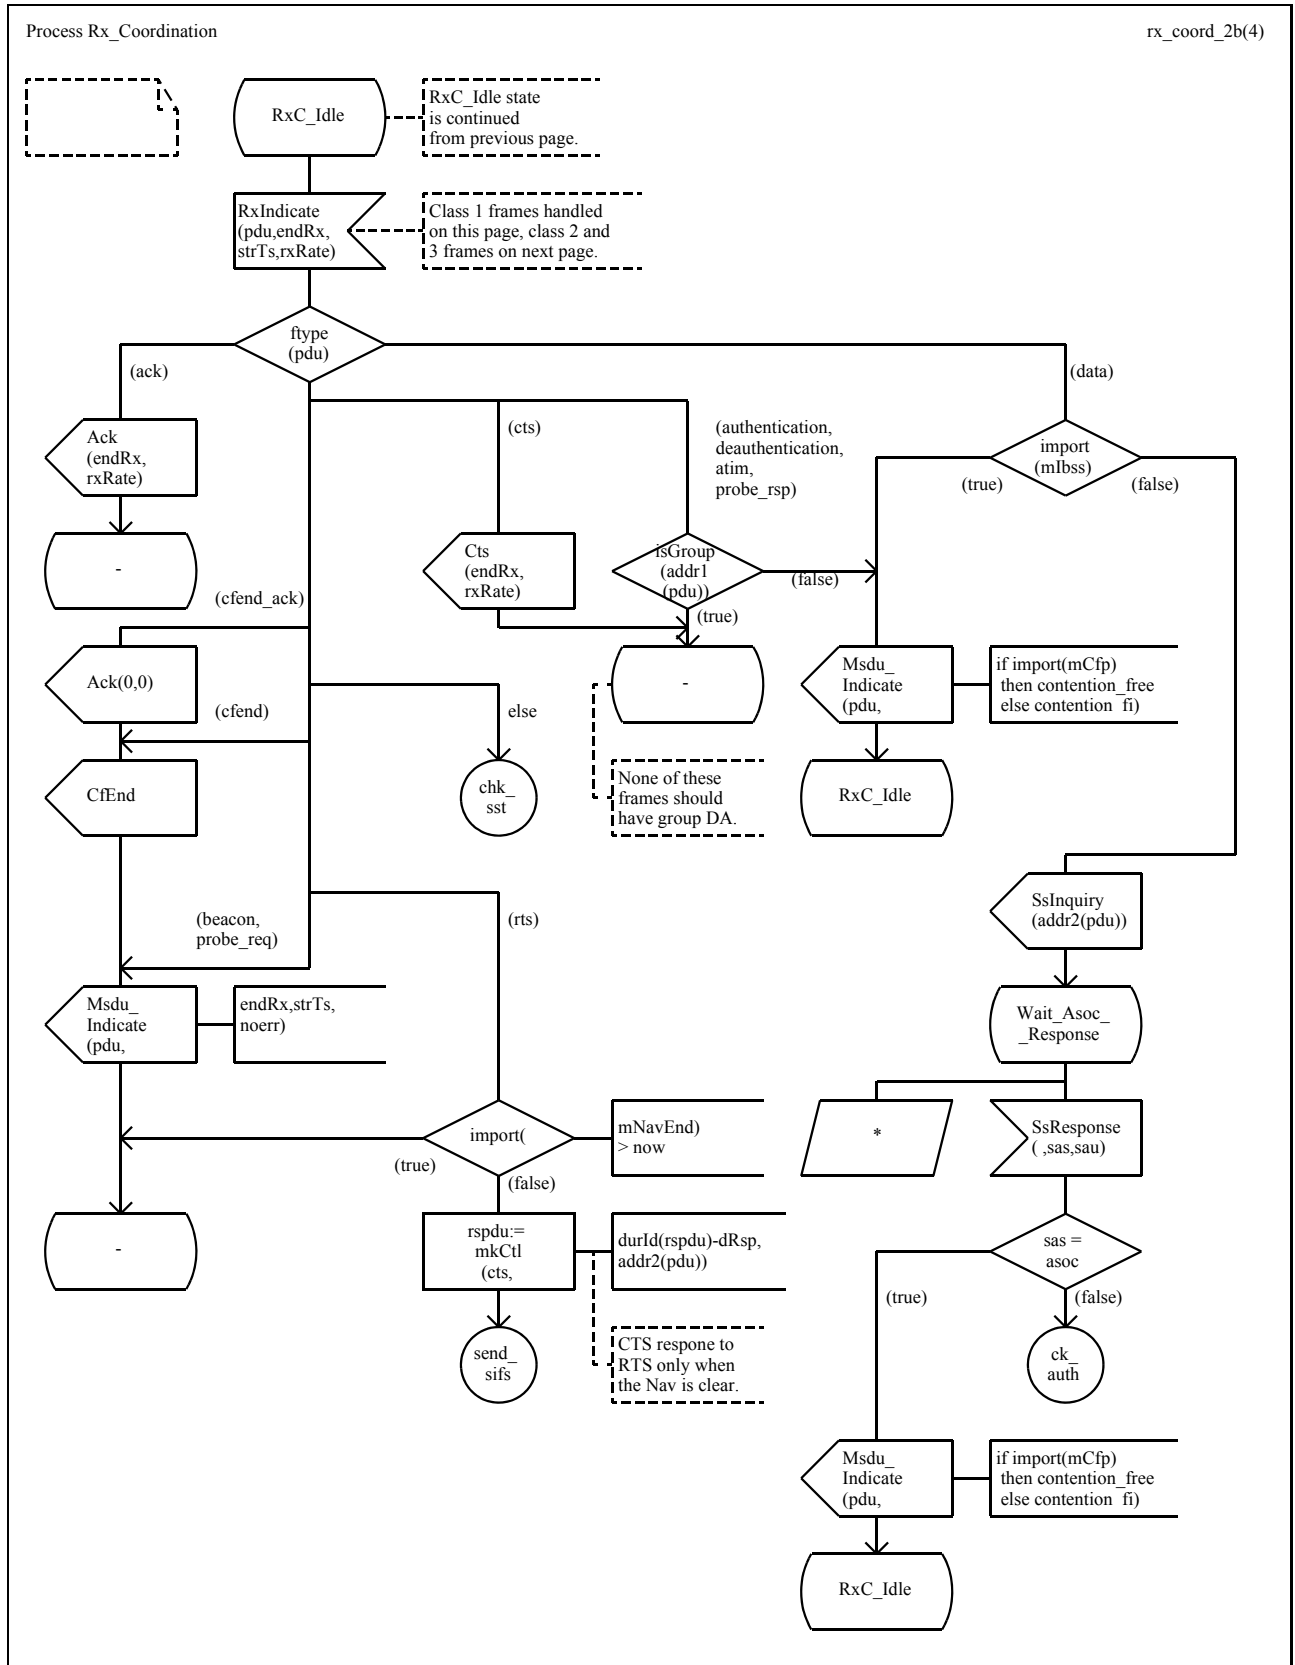 Process Rx_Coordination
rx_coord_2b(4)
RxC_Idle
RxC_Idle state
is continued
from previous page.
RxIndicate
(pdu,endRx,
strTs,rxRate)
Class 1 frames handled
on this page, class 2 and
3 frames on next page.
ftype
(pdu)
(ack)
(data)
Ack
(endRx,
rxRate)
(cts)
(authentication,
deauthentication,
atim,
probe_rsp)
import
(mIbss)
(true)
(false)
-
Cts
(endRx,
rxRate)
isGroup
(addr1
(pdu))
(false)
(true)
(cfend_ack)
Ack(0,0)
(cfend)
else
-
Msdu_
Indicate
(pdu,
if import(mCfp)
then contention_free
else contention_fi)
CfEnd
chk_
sst
None of these
frames should
have group DA.
RxC_Idle
(beacon,
probe_req)
(rts)
SsInquiry
(addr2(pdu))
Msdu_
Indicate
(pdu,
endRx,strTs,
noerr)
Wait_Asoc_
_Response
import(
mNavEnd)
> now
(true)
(false)
*
SsResponse
( ,sas,sau)
-
rspdu:=
mkCtl
(cts,
durId(rspdu)-dRsp,
addr2(pdu))
sas =
asoc
(true)
(false)
send_
sifs
CTS respone to
RTS only when
the Nav is clear.
ck_
auth
Msdu_
Indicate
(pdu,
if import(mCfp)
then contention_free
else contention_fi)
RxC_Idle